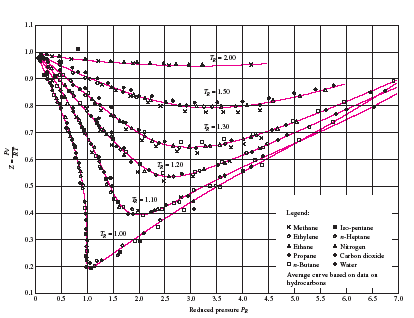 1.1
1.0
0.9
0.8
0.7
0.6
0.5
0.4
0.3
0.2
0.1
Z = Pv/RT
T_R = 2.00
T_R = 1.50
T_R = 1.30
T_R = 1.20
T_R = 1.10
T_R = 1.00
Legend:
Methane Iso-pentane
Ethylene n-Heptane
Ethane Nitrogen
Propane Carbon dioxide
n-Butane Water
Average curve based on data on
hydrocarbons
0 0.5 1.0 1.5 2.0 2.5 3.0 3.5 4.0 4.5 5.0 5.5 6.0 6.5 7.0
Reduced pressure P_R